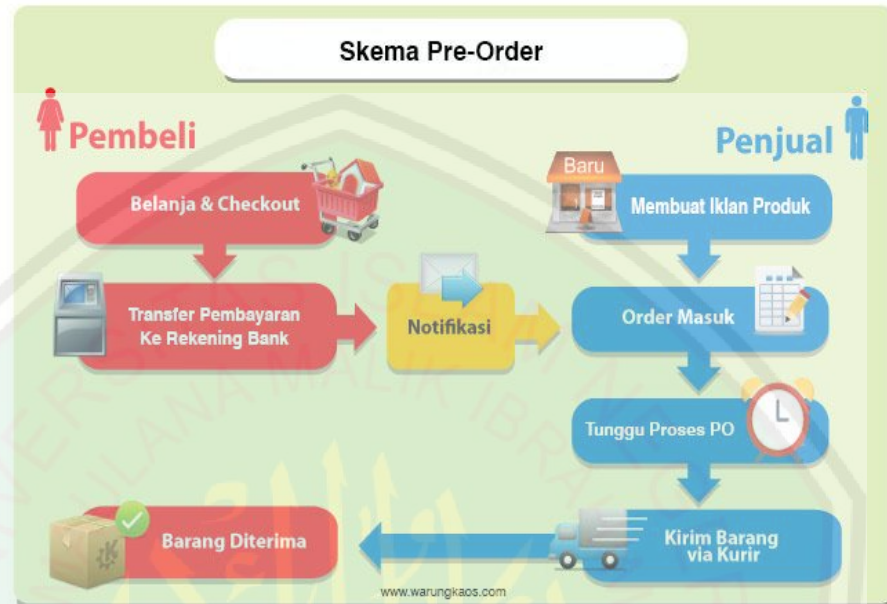 Skema Pre-Order
Pembeli
Penjual
Belanja & Checkout
Baru
Membuat Iklan Produk
Transfer Pembayaran
Ke Rekening Bank
Notifikasi
Order Masuk
Tunggu Proses PO
Barang Diterima
Kirim Barang
via Kurir
www.warungkaos.com